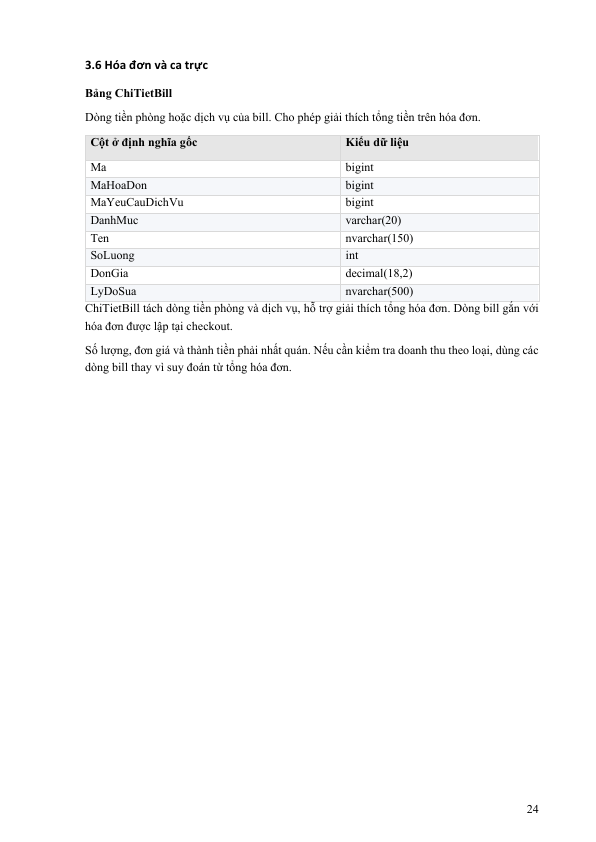 3.6 Hóa đơn và ca trực
Bảng ChiTietBill
Dòng tiền phòng hoặc dịch vụ của bill. Cho phép giải thích tổng tiền trên hóa đơn.
Cột ở định nghĩa gốc Kiểu dữ liệu
Ma bigint
MaHoaDon bigint
MaYeuCauDichVu bigint
DanhMuc varchar(20)
Ten nvarchar(150)
SoLuong int
DonGia decimal(18,2)
LyDoSua nvarchar(500)
ChiTietBill tách dòng tiền phòng và dịch vụ, hỗ trợ giải thích tổng hóa đơn. Dòng bill gắn với
hóa đơn được lập tại checkout.
Số lượng, đơn giá và thành tiền phải nhất quán. Nếu cần kiểm tra doanh thu theo loại, dùng các
dòng bill thay vì suy đoán từ tổng hóa đơn.
24